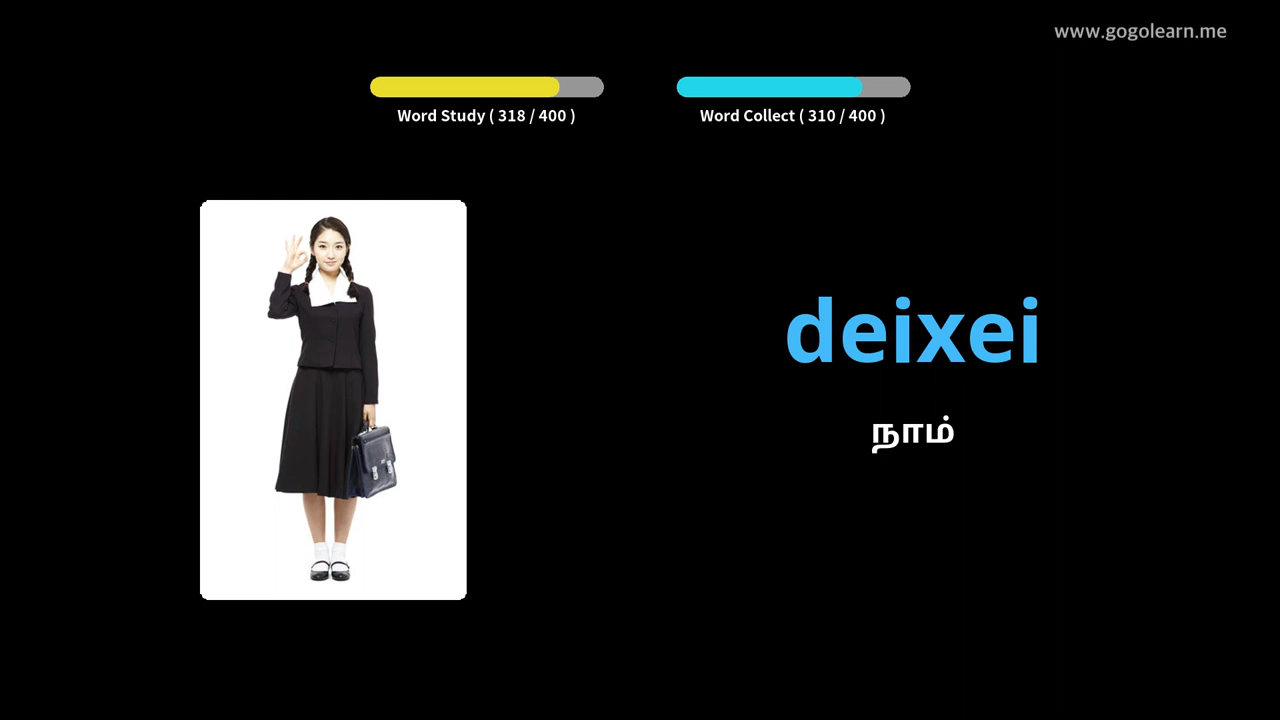 www.gogolearn.me
Word Study ( 318 / 400 )
Word Collect ( 310 / 400 )
deixei
நாம்